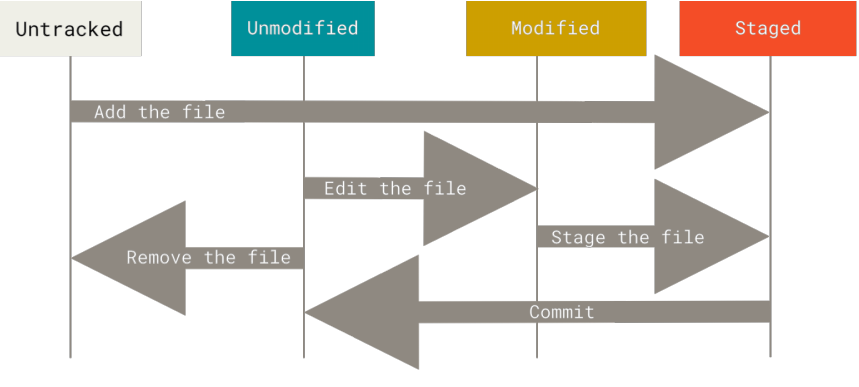 Untracked
Unmodified
Modified
Staged
Add the file
Edit the file
Stage the file
Remove the file
Commit